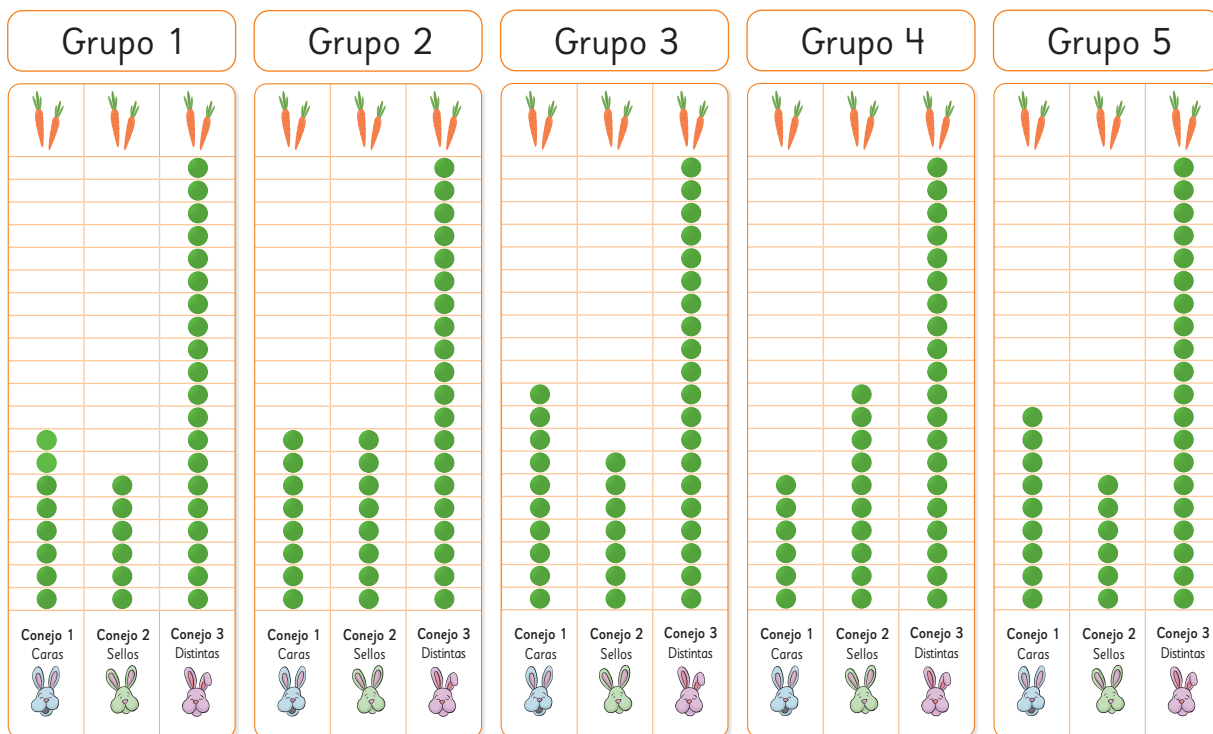 Grupo 1
Grupo 2
Grupo 3
Grupo 4
Grupo 5
Conejo 1 Conejo 2 Conejo 3
Caras Sellos Distintas
Conejo 1 Conejo 2 Conejo 3
Caras Sellos Distintas
Conejo 1 Conejo 2 Conejo 3
Caras Sellos Distintas
Conejo 1 Conejo 2 Conejo 3
Caras Sellos Distintas
Conejo 1 Conejo 2 Conejo 3
Caras Sellos Distintas